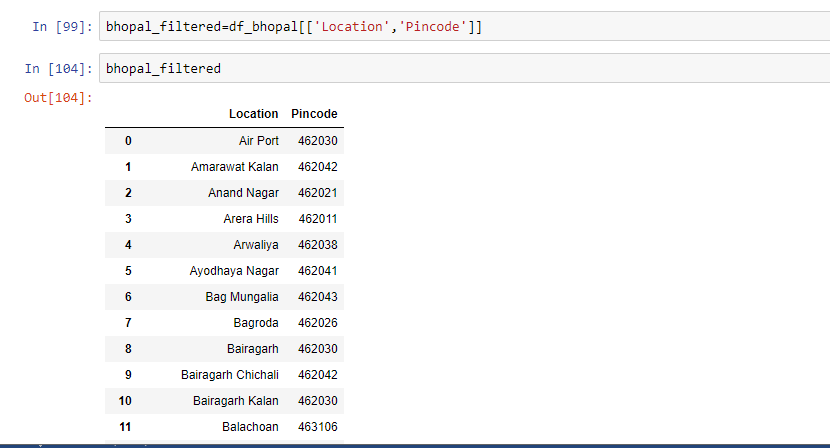 In [99]: bhopal_filtered=df_bhopal[['Location','Pincode']]
In [104]: bhopal_filtered
Out[104]:
Location Pincode
0 Air Port 462030
1 Amarawat Kalan 462042
2 Anand Nagar 462021
3 Arera Hills 462011
4 Arwaliya 462038
5 Ayodhaya Nagar 462041
6 Bag Mungalia 462043
7 Bagroda 462026
8 Bairagarh 462030
9 Bairagarh Chichali 462042
10 Bairagarh Kalan 462030
11 Balachoan 463106